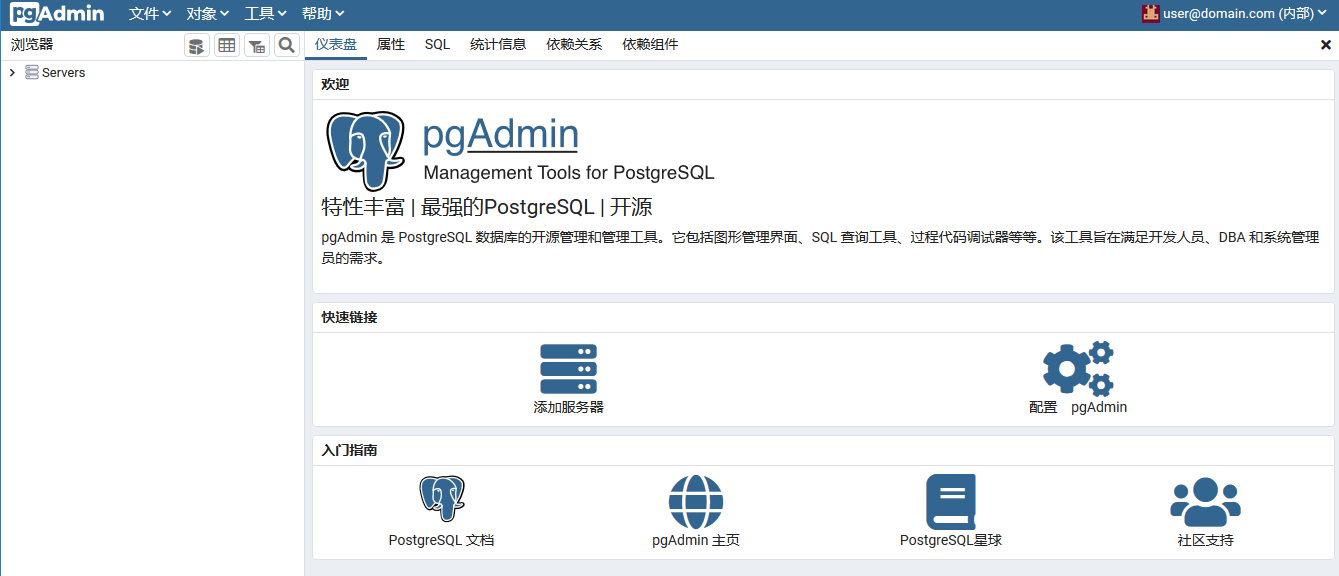 pgAdmin 文件 对象 工具 帮助 user@domain.com (内部)
浏览器 仪表盘 属性 SQL 统计信息 依赖关系 依赖组件
Servers
欢迎
pgAdmin
Management Tools for PostgreSQL
特性丰富 | 最强的PostgreSQL | 开源
pgAdmin 是 PostgreSQL 数据库的开源管理和管理工具。它包括图形管理界面、SQL 查询工具、过程代码调试器等等。该工具旨在满足开发人员、DBA 和系统管理
员的需求。
快速链接
添加服务器 配置 pgAdmin
入门指南
PostgreSQL 文档 pgAdmin 主页 PostgreSQL星球 社区支持